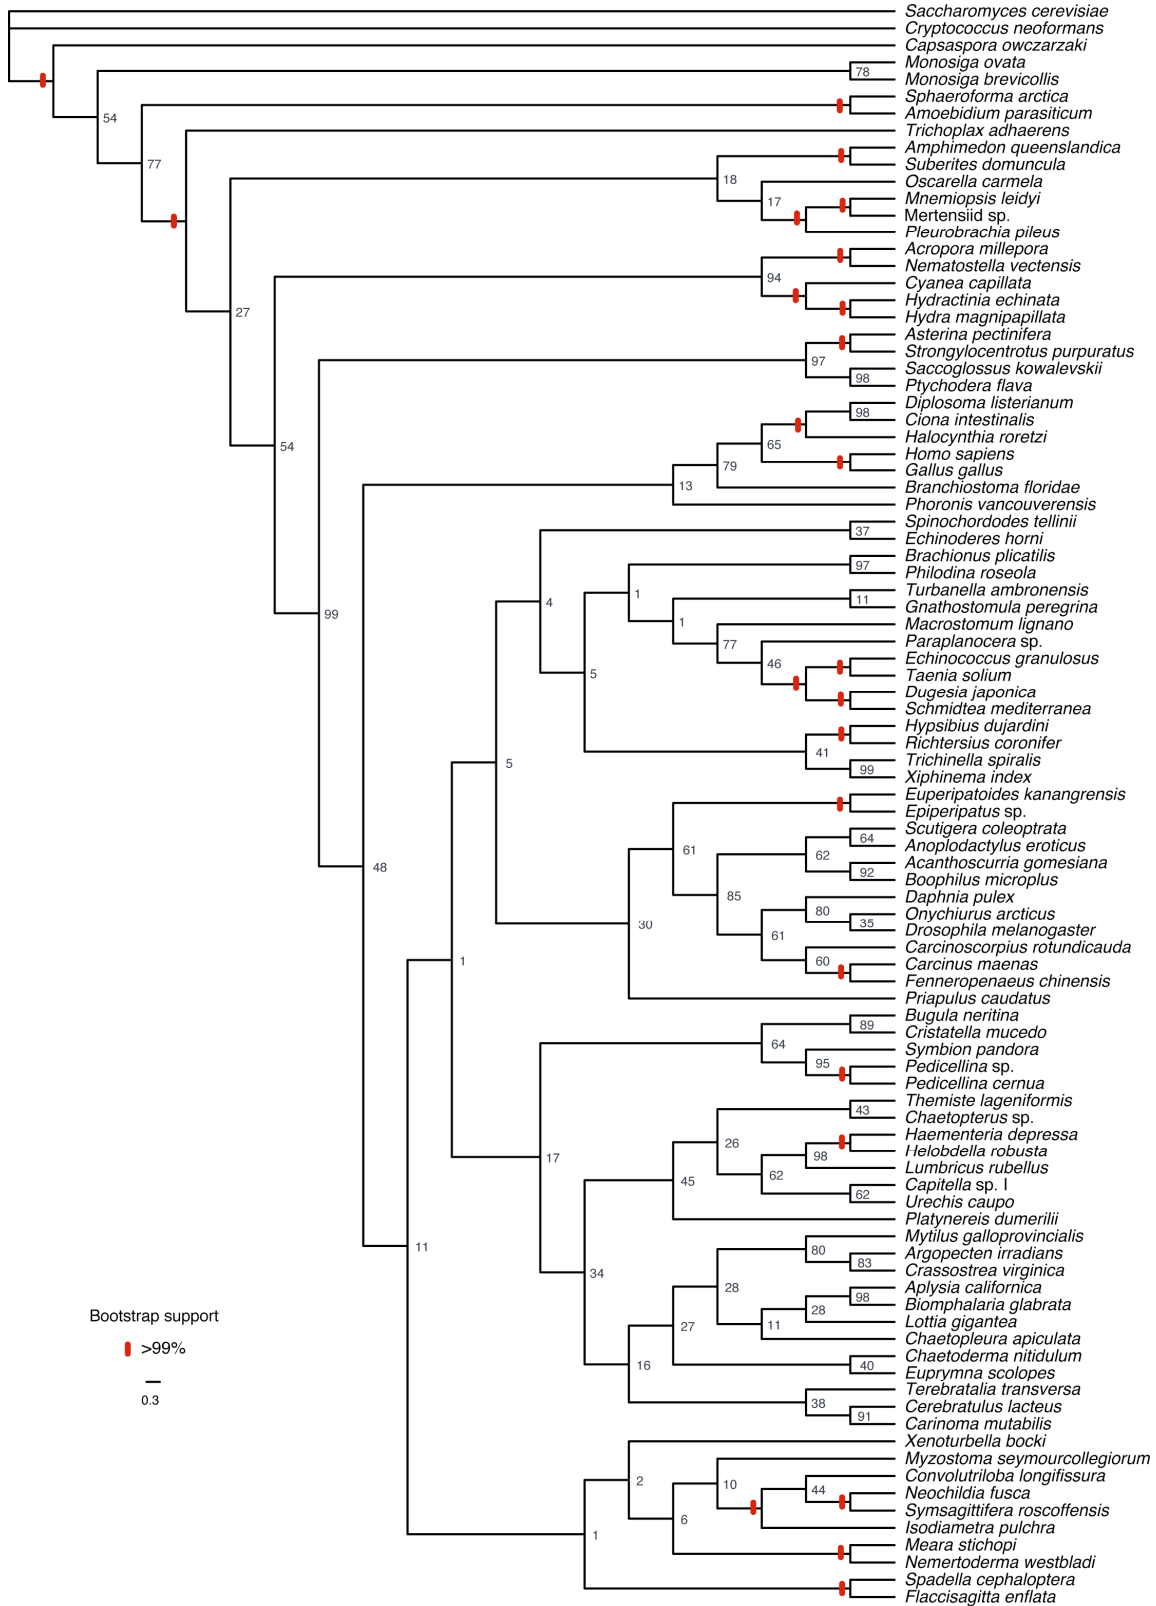 Saccharomyces cerevisiae
Cryptococcus neoformans
Capsaspora owczarzaki
Monosiga ovata
78
Monosiga brevicollis
Sphaeroforma arctica
54
Amoebidium parasiticum
Trichoplax adhaerens
Amphimedon queenslandica
77
Suberites domuncula
18
Oscarella carmela
17
Mnemiopsis leidyi
Mertensiid sp.
Pleurobrachia pileus
Acropora millepora
Nematostella vectensis
94
Cyanea capillata
Hydractinia echinata
27
Hydra magnipapillata
Asterina pectinifera
Strongylocentrotus purpuratus
97
Saccoglossus kowalevskii
98
Ptychodera flava
Diplosoma listerianum
98
Ciona intestinalis
Halocynthia roretzi
54
65
Homo sapiens
79
Gallus gallus
13
Branchiostoma floridae
Phoronis vancouverensis
Spinochordodes tellinii
37
Echinoderes horni
Brachionus plicatilis
97
Philodina roseola
Turbanella ambronensis
1
11
4
Gnathostomula peregrina
99
1
Macrostomum lignano
77
Paraplanocera sp.
46
Echinococcus granulosus
5
Taenia solium
Dugesia japonica
Schmidtea mediterranea
Hypsibius dujardini
Richtersius coronifer
41
Trichinella spiralis
5
99
Xiphinema index
Euperipatoides kanangrensis
Epiperipatus sp.
Scutigera coleoptrata
64
Anoplodactylus eroticus
61
62
Acanthoscurria gomesiana
48
92
Boophilus microplus
85
Daphnia pulex
80
Onychiurus arcticus
30
35
Drosophila melanogaster
61
Carcinoscorpius rotundicauda
1
60
Carcinus maenas
Fenneropenaeus chinensis
Priapulus caudatus
Bugula neritina
89
Cristatella mucedo
64
Symbion pandora
95
Pedicellina sp.
Pedicellina cernua
Themiste lageniformis
43
Chaetopterus sp.
Haementeria depressa
26
Helobdella robusta
17
98
Lumbricus rubellus
62
45
Capitella sp. I
62
Urechis caupo
Platynereis dumerilii
Mytilus galloprovincialis
11
80
Argopecten irradians
83
Crassostrea virginica
34
28
Aplysia californica
98
Biomphalaria glabrata
28
Bootstrap support
27
11
Lottia gigantea
Chaetopleura apiculata
>99%
Chaetoderma nitidulum
16
40
Euprymna scolopes
0.3
Terebratalia transversa
38
Cerebratulus lacteus
91
Carinoma mutabilis
Xenoturbella bocki
Myzostoma seymourcollegiorum
2
10
Convolutriloba longifissura
44
Neochildia fusca
6
Symsagittifera roscoffensis
1
Isodiametra pulchra
Meara stichopi
Nemertoderma westbladi
Spadella cephaloptera
Flaccisagitta enflata